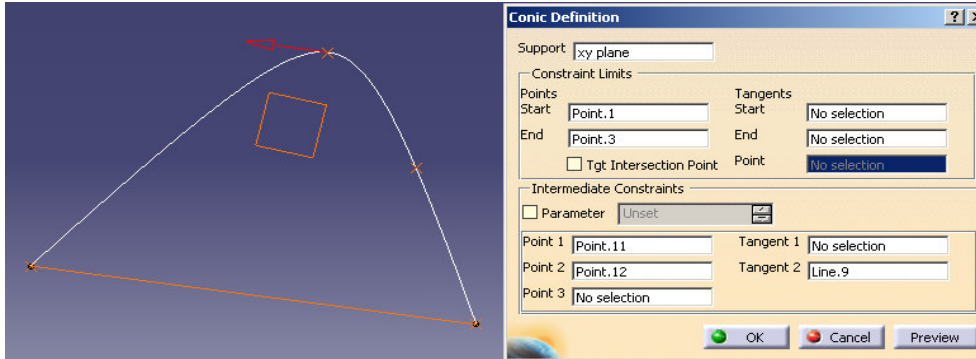 Conic Definition
Support xy plane
Constraint Limits
Points Tangents
Start Point.1 Start No selection
End Point.3 End No selection
Tgt Intersection Point Point No selection
Intermediate Constraints
Parameter Unset
Point 1 Point.11 Tangent 1 No selection
Point 2 Point.12 Tangent 2 Line.9
Point 3 No selection
OK Cancel Preview